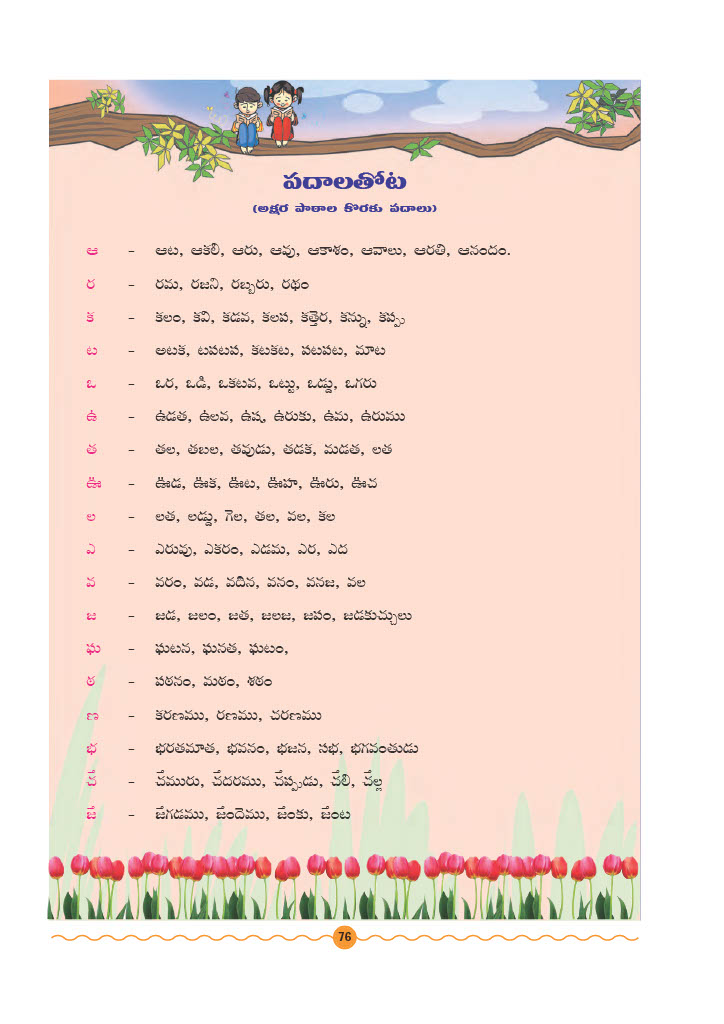 పదాలతోట
(అక్షర పాఠాల కొరకు పదాలు)
ఆ – ఆట, ఆకలీ, ఆరు, ఆవు, ఆకాశం, ఆవాలు, ఆరతి, ఆనందం.
ర – రమ, రజని, రబ్బరు, రథం
క – కలం, కవి, కడవ, కలప, కత్తెర, కన్ను, కప్పు
ట – అటక, టపటప, కటకట, పటపట, మాట
ఒ – ఒర, ఒడి, ఒకటవ, ఒట్టు, ఒడ్డు, ఒగరు
ఉ – ఉడత, ఉలవ, ఉష, ఉరుకు, ఉమ, ఉరుము
త – తల, తబల, తవుడు, తడక, మడత, లత
ఊ – ఊడ, ఊక, ఊట, ఊహ, ఊరు, ఊచ
ల – లత, లడ్డు, గెల, తల, వల, కల
ఎ – ఎరువు, ఎకరం, ఎడమ, ఎర, ఎద
వ – వరం, వడ, వదీన, వనం, వనజ, వల
జ – జడ, జలం, జత, జలజ, జపం, జడకుచ్చులు
ఘ – ఘటన, ఘనత, ఘటం,
ఠ – పఠనం, మఠం, శఠం
ణ – కరణము, రణము, చరణము
భ – భరతమాత, భవనం, భజన, సభ, భగవంతుడు
చే – చేమురు, చేదరము, చేప్పుడు, చేలి, చేల్ల
జే – జేగడము, జేందెము, జేంకు, జేంట
76